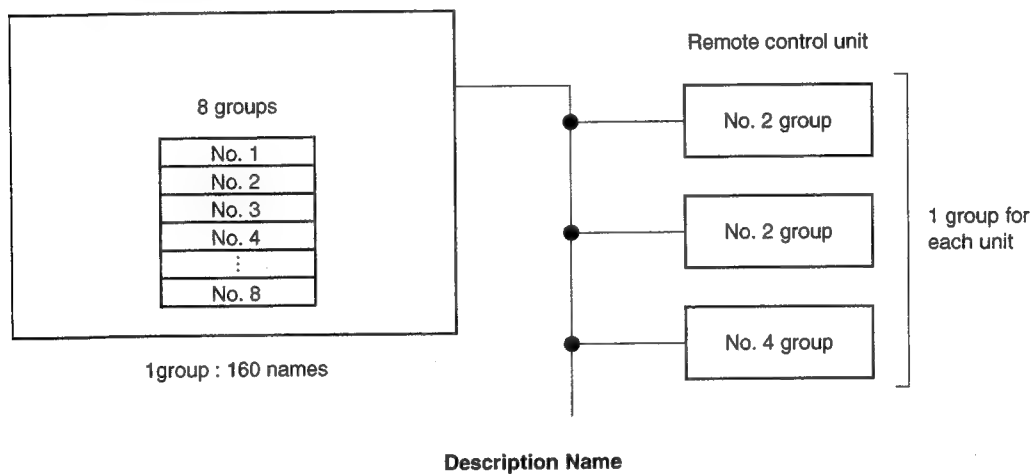 Remote control unit
8 groups
No. 1
No. 2
No. 3
No. 4
⋮
No. 8
1group : 160 names
No. 2 group
No. 2 group
No. 4 group
1 group for
each unit
Description Name